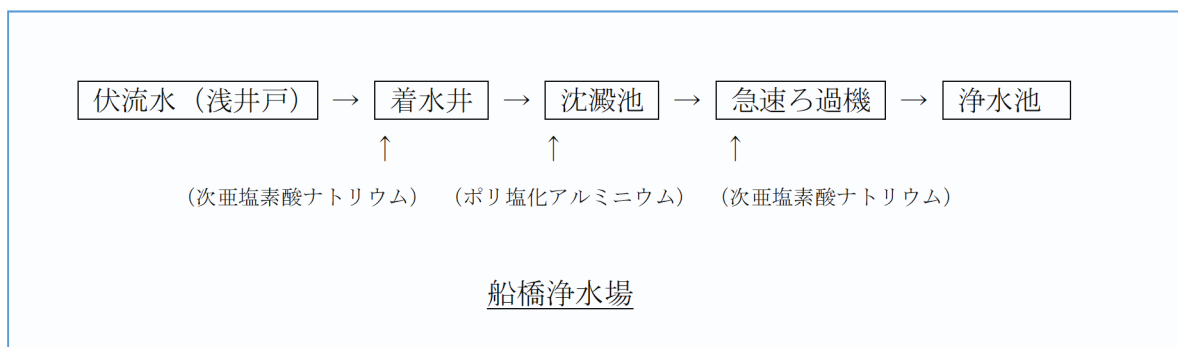 伏流水（浅井戸） → 着水井 → 沈澱池 → 急速ろ過機 → 浄水池
↑ ↑ ↑
（次亜塩素酸ナトリウム） （ポリ塩化アルミニウム） （次亜塩素酸ナトリウム）
船橋浄水場